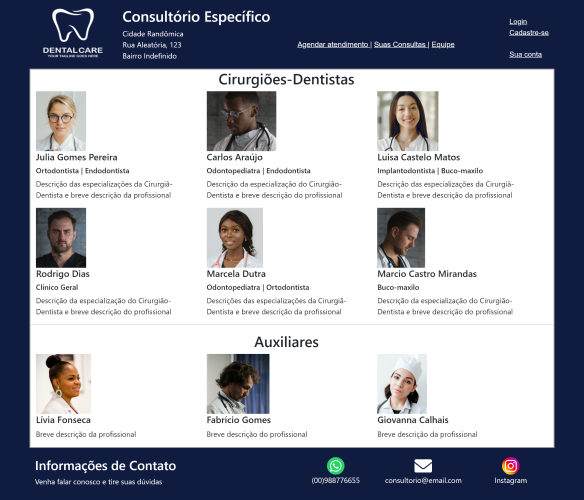 DENTAL CARE
YOUR TAGLINE GOES HERE
Consultório Específico
Cidade Randômica
Rua Aleatória, 123
Bairro Indefinido
Agendar atendimento | Suas Consultas | Equipe
Login
Cadastre-se
Sua conta
Cirurgiões-Dentistas
Julia Gomes Pereira
Ortodontista | Endodontista
Descrição das especializações da Cirurgiã-
Dentista e breve descrição da profissional
Carlos Araújo
Odontopediatra | Endodontista
Descrição da especialização do Cirurgião-
Dentista e breve descrição do profissional
Luisa Castelo Matos
Implantodontista | Buco-maxilo
Descrição das especializações da Cirurgiã-
Dentista e breve descrição da profissional
Rodrigo Dias
Clínico Geral
Descrição da especialização do Cirurgião-
Dentista e breve descrição do profissional
Marcela Dutra
Odontopediatra | Ortodontista
Descrições das especializações da Cirurgiã-
Dentista e breve descrição da profissional
Marcio Castro Mirandas
Buco-maxilo
Descrição da especialização do Cirurgião-
Dentista e breve descrição do profissional
Auxiliares
Lívia Fonseca
Breve descrição da profissional
Fabrício Gomes
Breve descrição do profissional
Giovanna Calhais
Breve descrição da profissional
Informações de Contato
Venha falar conosco e tire suas dúvidas
(00)988776655
consultorio@email.com
Instagram